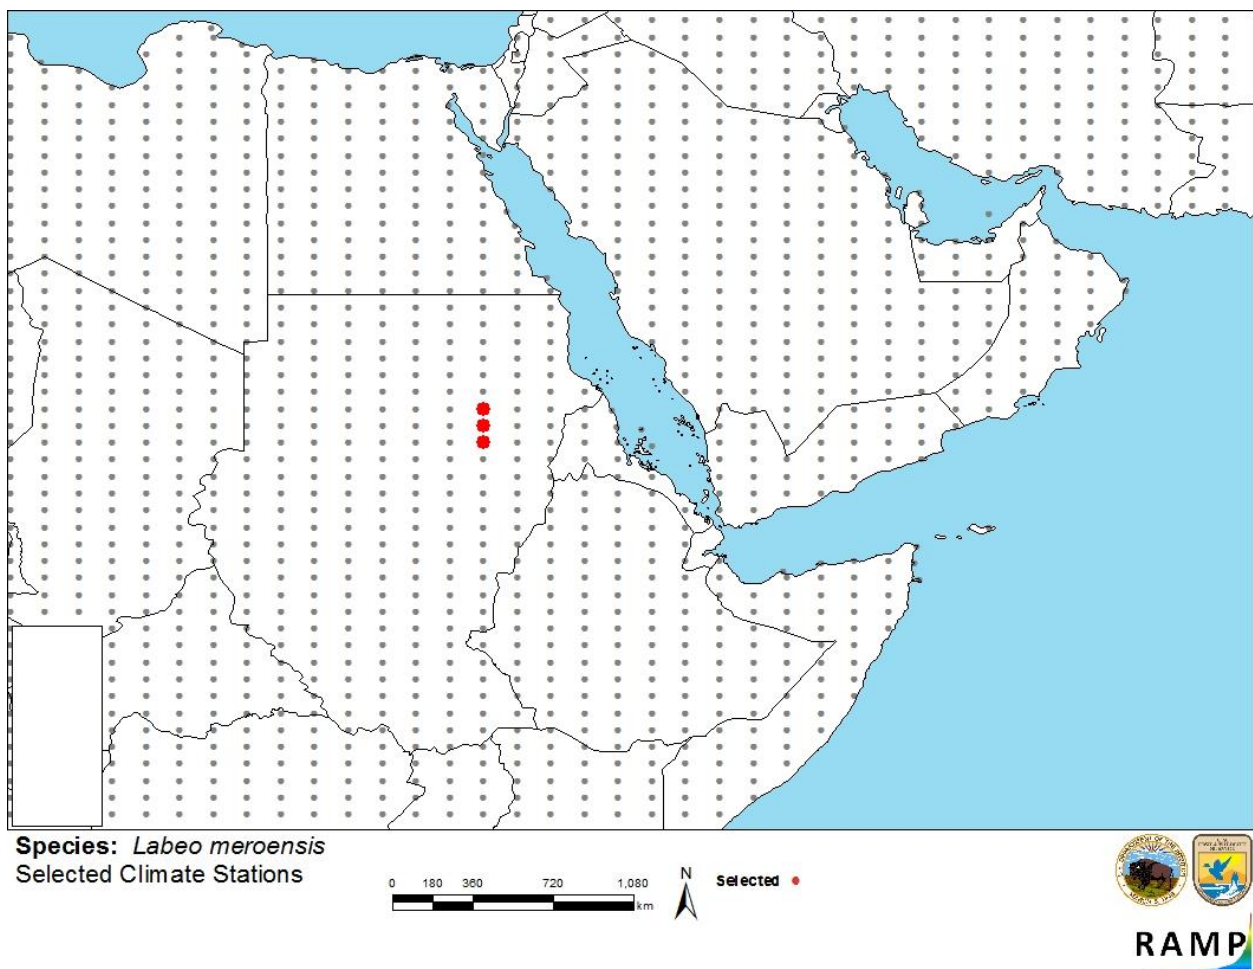 Species: Labeo meroensis
Selected Climate Stations
0 180 360 720 1,080
km
N
Selected
RAMP